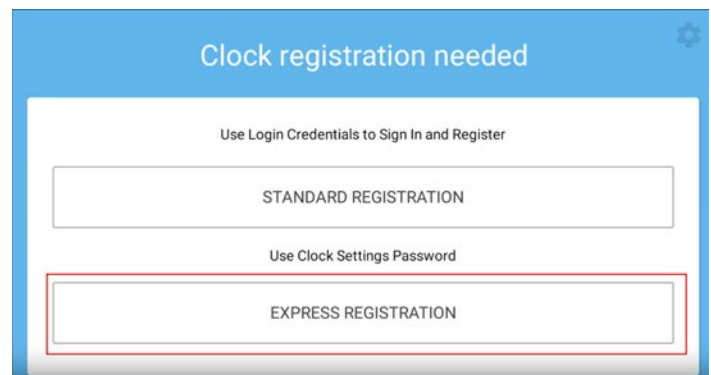 Clock registration needed
Use Login Credentials to Sign In and Register
STANDARD REGISTRATION
Use Clock Settings Password
EXPRESS REGISTRATION